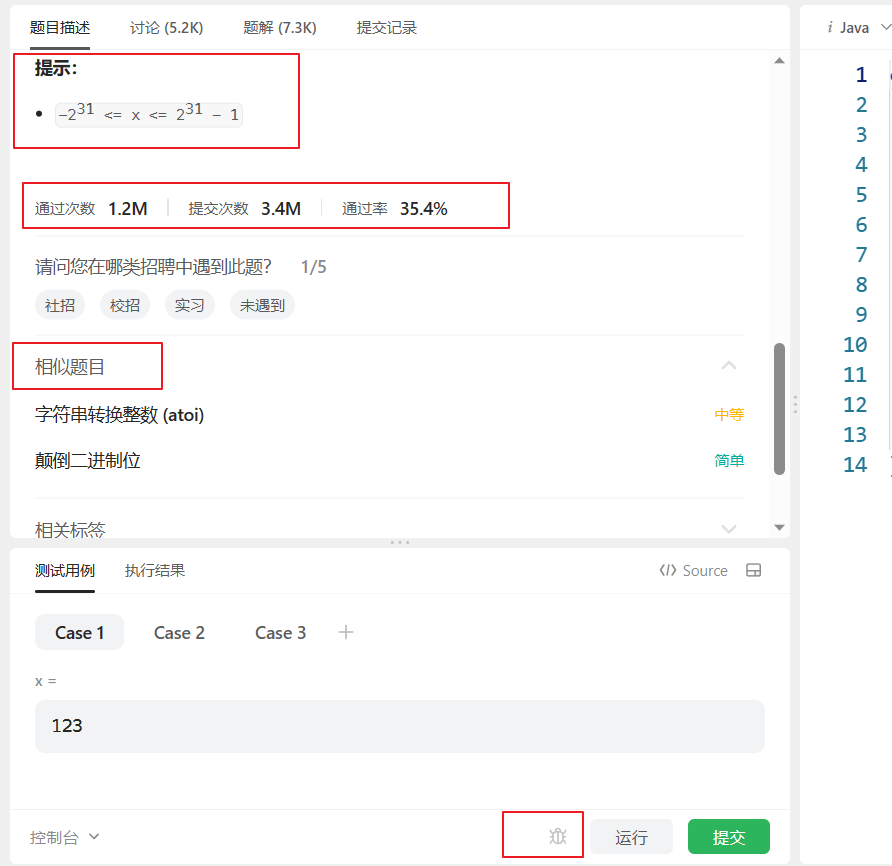 题目描述 讨论 (5.2K) 题解 (7.3K) 提交记录
提示：
-2^31 <= x <= 2^31 - 1
通过次数 1.2M 提交次数 3.4M 通过率 35.4%
请问您在哪类招聘中遇到此题？ 1/5
社招 校招 实习 未遇到
相似题目
字符串转换整数 (atoi) 中等
颠倒二进制位 简单
相关标签
测试用例 执行结果 Source
Case 1 Case 2 Case 3
x =
123
控制台 运行 提交
i Java
1
2
3
4
5
6
7
8
9
10
11
12
13
14